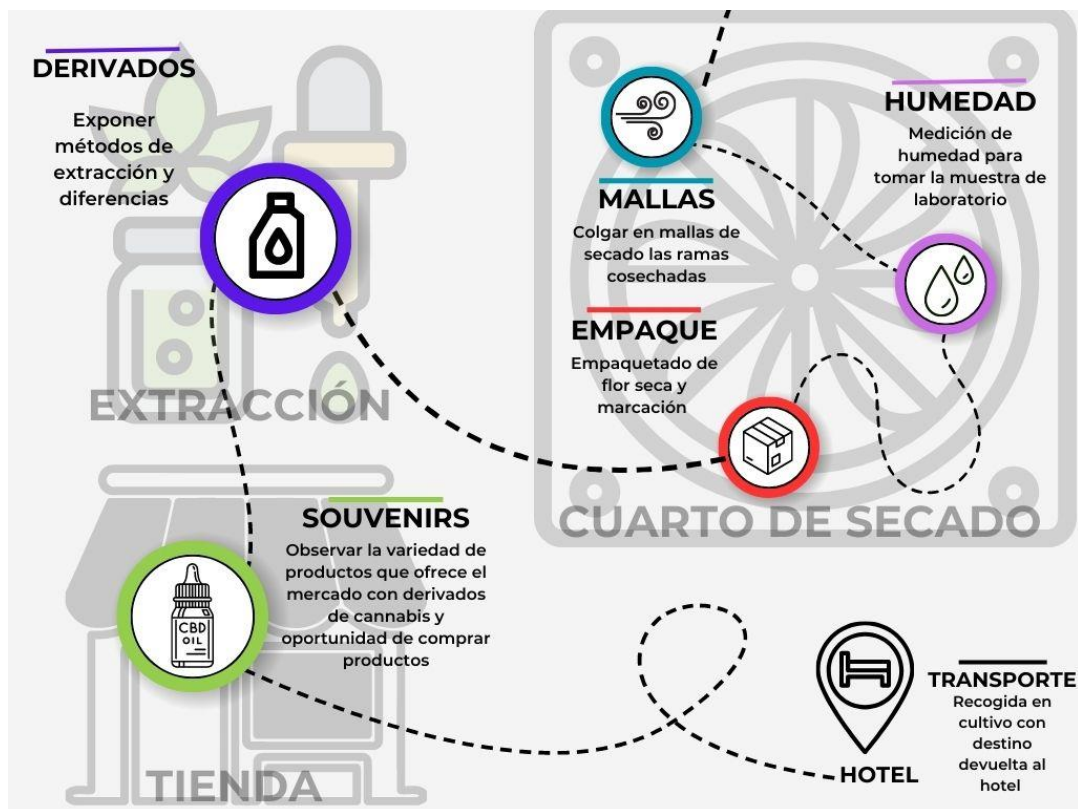 DERIVADOS
Exponer
métodos de
extracción y
diferencias
EXTRACCIÓN
MALLAS
Colgar en mallas de
secado las ramas
cosechadas
HUMEDAD
Medición de
humedad para
tomar la muestra de
laboratorio
EMPAQUE
Empaquetado de
flor seca y
marcación
CUARTO DE SECADO
SOUVENIRS
Observar la variedad de
productos que ofrece el
mercado con derivados
de cannabis y
oportunidad de comprar
productos
CBD
OIL
TIENDA
HOTEL
TRANSPORTE
Recogida en
cultivo con
destino
devuelta al
hotel